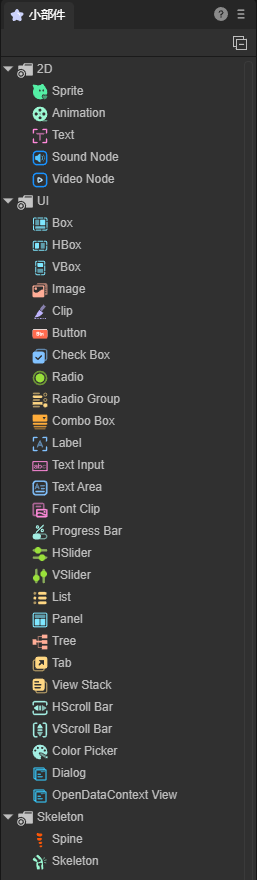 小部件
2D
Sprite
Animation
Text
Sound Node
Video Node
UI
Box
HBox
VBox
Image
Clip
Button
Check Box
Radio
Radio Group
Combo Box
Label
Text Input
Text Area
Font Clip
Progress Bar
HSlider
VSlider
List
Panel
Tree
Tab
View Stack
HScroll Bar
VScroll Bar
Color Picker
Dialog
OpenDataContext View
Skeleton
Spine
Skeleton